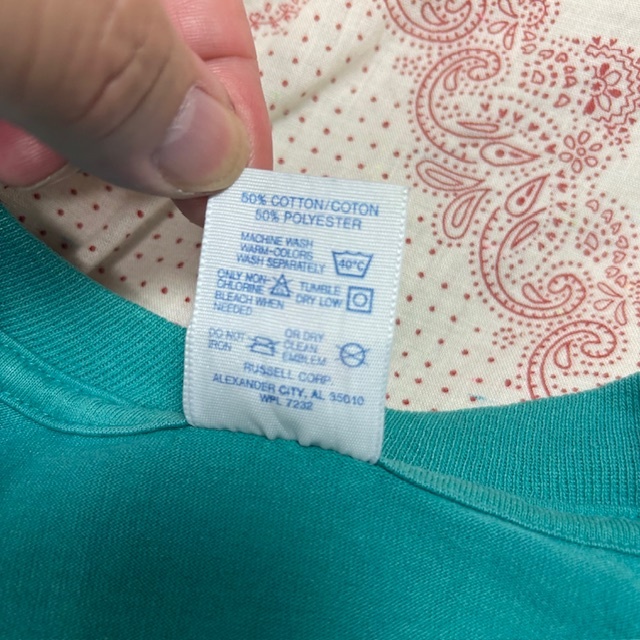 50% COTTON/COTON
50% POLYESTER
MACHINE WASH
WARM-COLORS
WASH SEPARATELY
40°C
ONLY NON-
CHLORINE
BLEACH WHEN
NEEDED
TUMBLE
DRY LOW
DO NOT
IRON
OR DRY
CLEAN
EMBLEM
RUSSELL CORP.
ALEXANDER CITY, AL 35010
WPL 7232